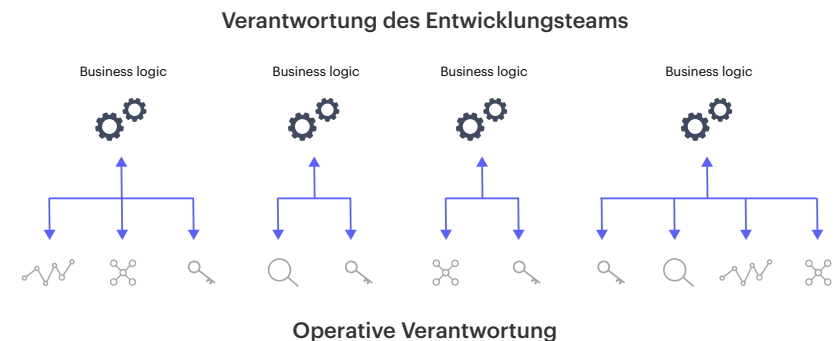 Verantwortung des Entwicklungsteams
Business logic Business logic Business logic Business logic
Operative Verantwortung